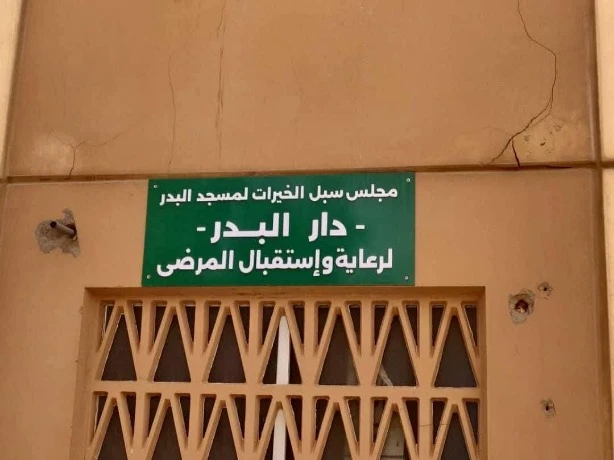 مجلس سبل الخيرات لمسجد البدر
- دار البدر -
لرعاية وإستقبال المرضى